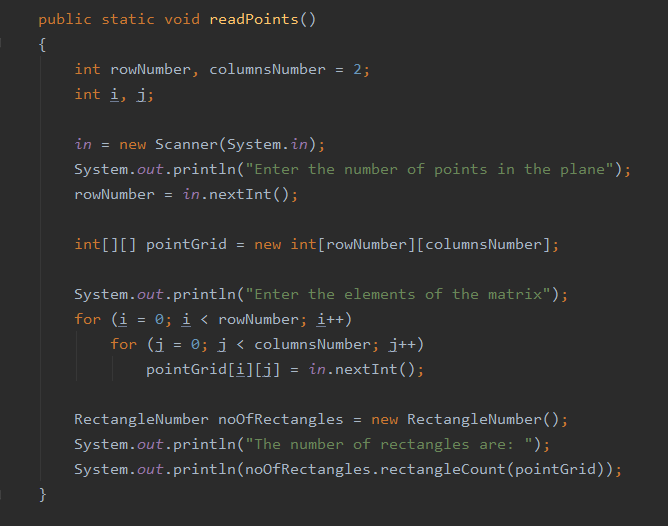 public static void readPoints()
{
int rowNumber, columnsNumber = 2;
int i, j;
in = new Scanner(System.in);
System.out.println("Enter the number of points in the plane");
rowNumber = in.nextInt();
int[][] pointGrid = new int[rowNumber][columnsNumber];
System.out.println("Enter the elements of the matrix");
for (i = 0; i < rowNumber; i++)
for (j = 0; j < columnsNumber; j++)
pointGrid[i][j] = in.nextInt();
RectangleNumber noOfRectangles = new RectangleNumber();
System.out.println("The number of rectangles are: ");
System.out.println(noOfRectangles.rectangleCount(pointGrid));
}